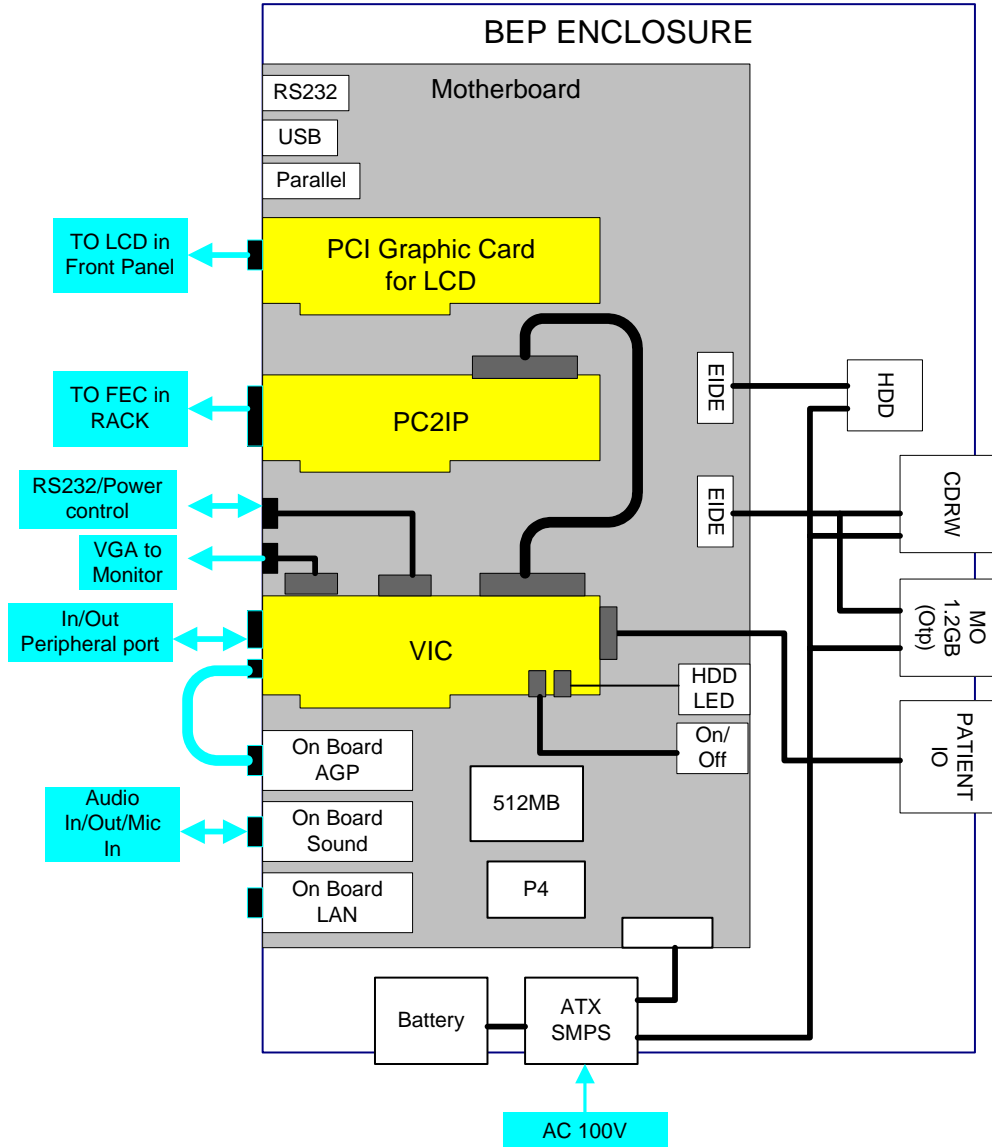 BEP ENCLOSURE
Motherboard
RS232
USB
Parallel
TO LCD in
Front Panel
PCI Graphic Card
for LCD
TO FEC in
RACK
PC2IP
EIDE
HDD
RS232/Power
control
EIDE
CDRW
VGA to
Monitor
In/Out
Peripheral port
VIC
MO
1.2GB
(Otp)
HDD
LED
On/
Off
PATIENT
IO
On Board
AGP
512MB
Audio
In/Out/Mic
In
On Board
Sound
P4
On Board
LAN
Battery
ATX
SMPS
AC 100V